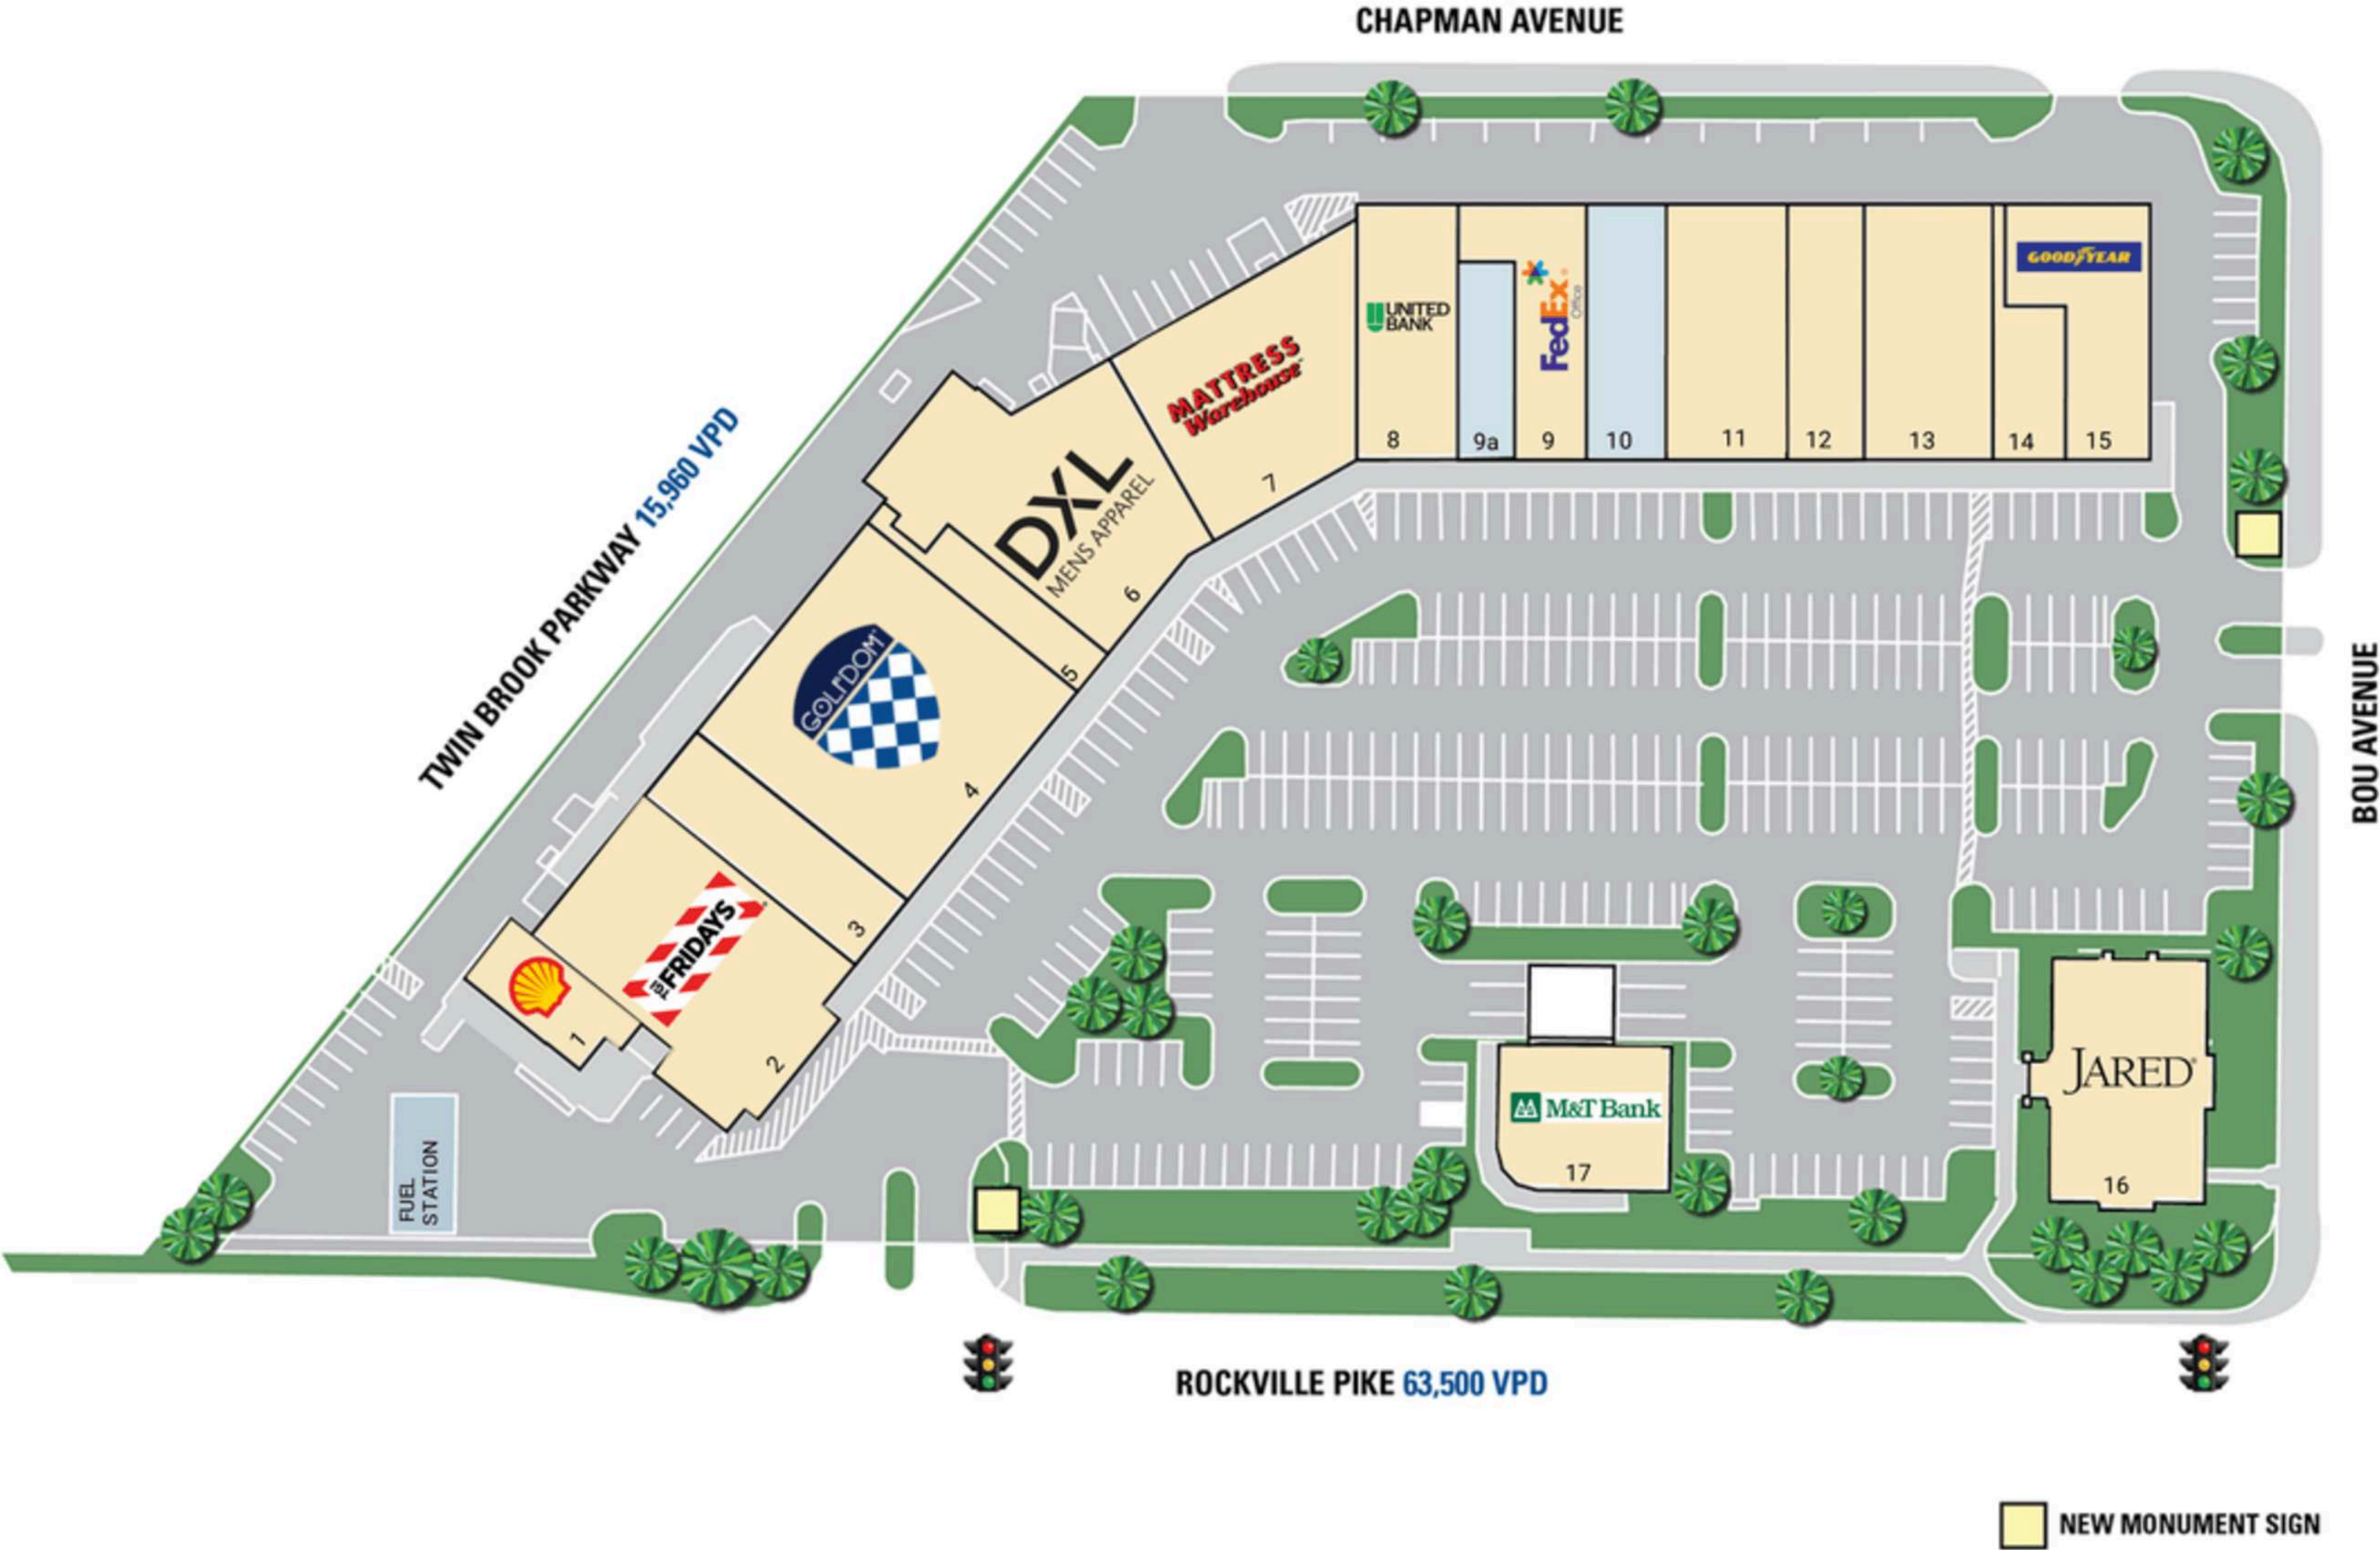 CHAPMAN AVENUE
TWIN BROOK PARKWAY 15,960 VPD
GOODYEAR
UNITED
BANK
FedEx®
Office
MATTRESS
Warehouse
8
9a
9
10
11
12
13
14
15
7
DXL
MENS APPAREL
6
5
GOLFDOM
4
3
TGI FRIDAYS
2
1
FUEL
STATION
BOU AVENUE
JARED®
16
M&T Bank
17
ROCKVILLE PIKE 63,500 VPD
NEW MONUMENT SIGN